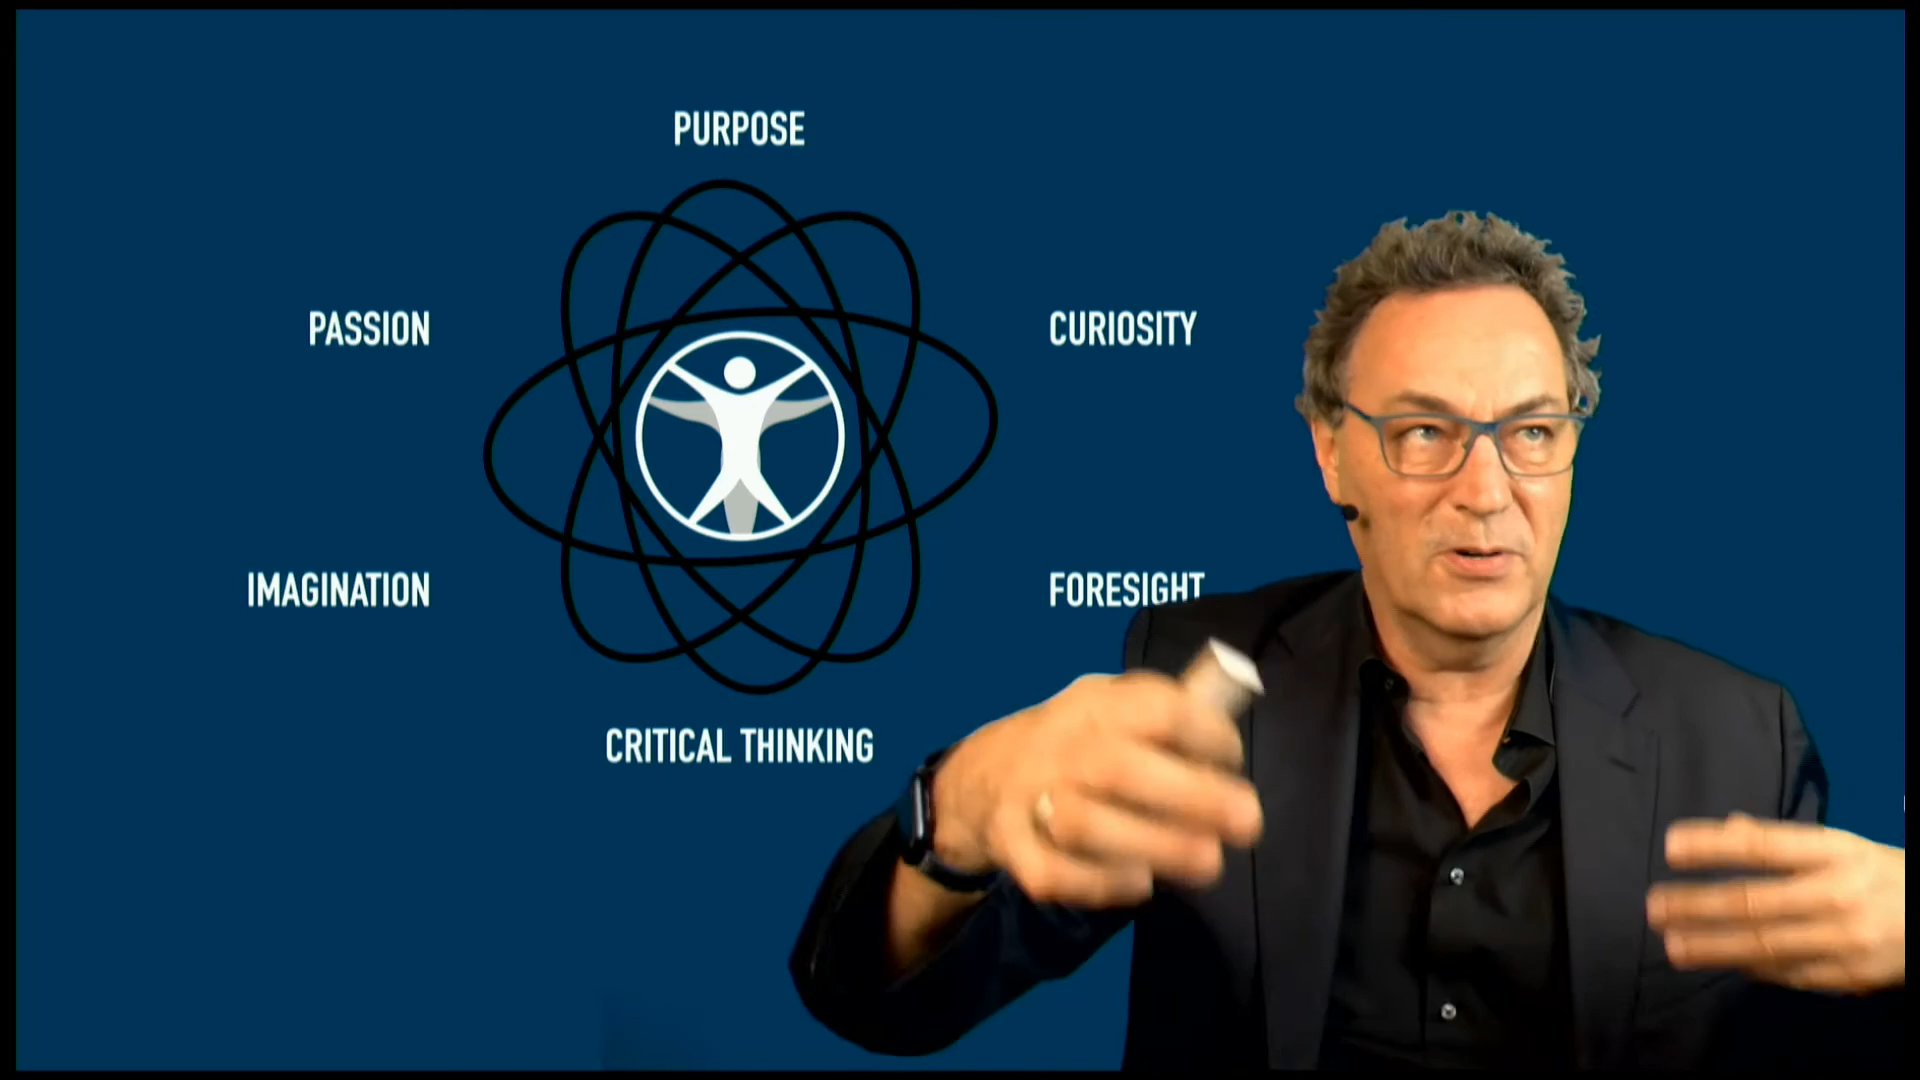 PURPOSE
PASSION
CURIOSITY
IMAGINATION
FORESIGHT
CRITICAL THINKING